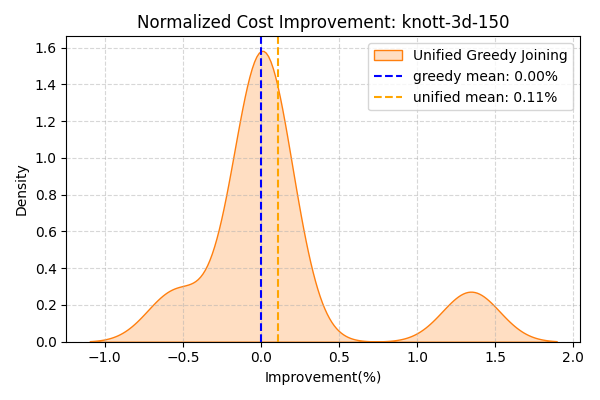 Normalized Cost Improvement: knott-3d-150
Unified Greedy Joining
greedy mean: 0.00%
unified mean: 0.11%
Density
1.6
1.4
1.2
1.0
0.8
0.6
0.4
0.2
0.0
−1.0 −0.5 0.0 0.5 1.0 1.5 2.0
Improvement(%)